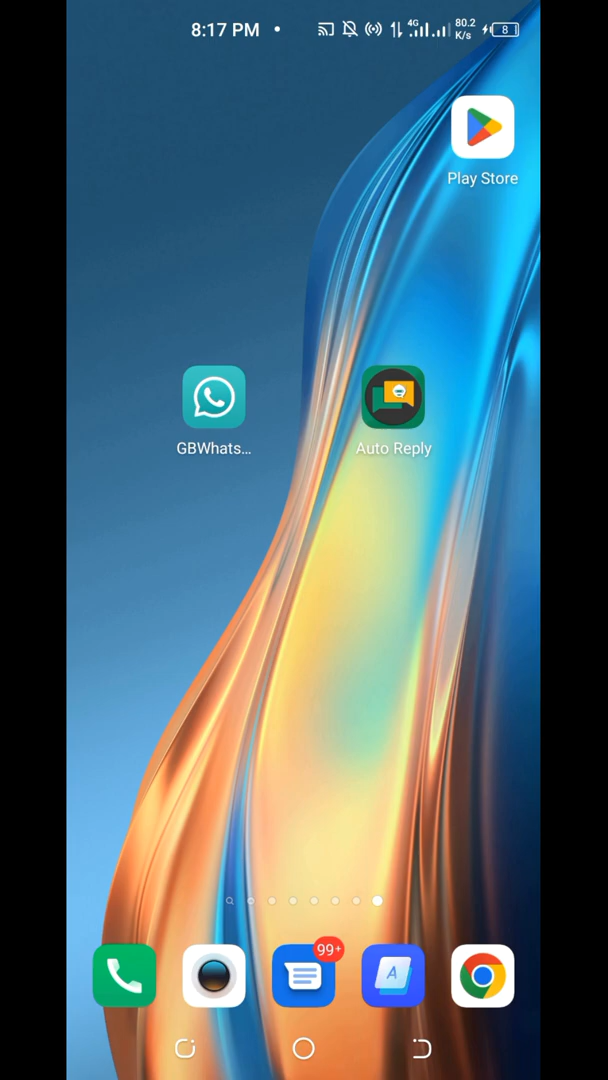 8:17 PM • 4G 80.2 K/s 8
Play Store
GBWhats...
Auto Reply
99+
A